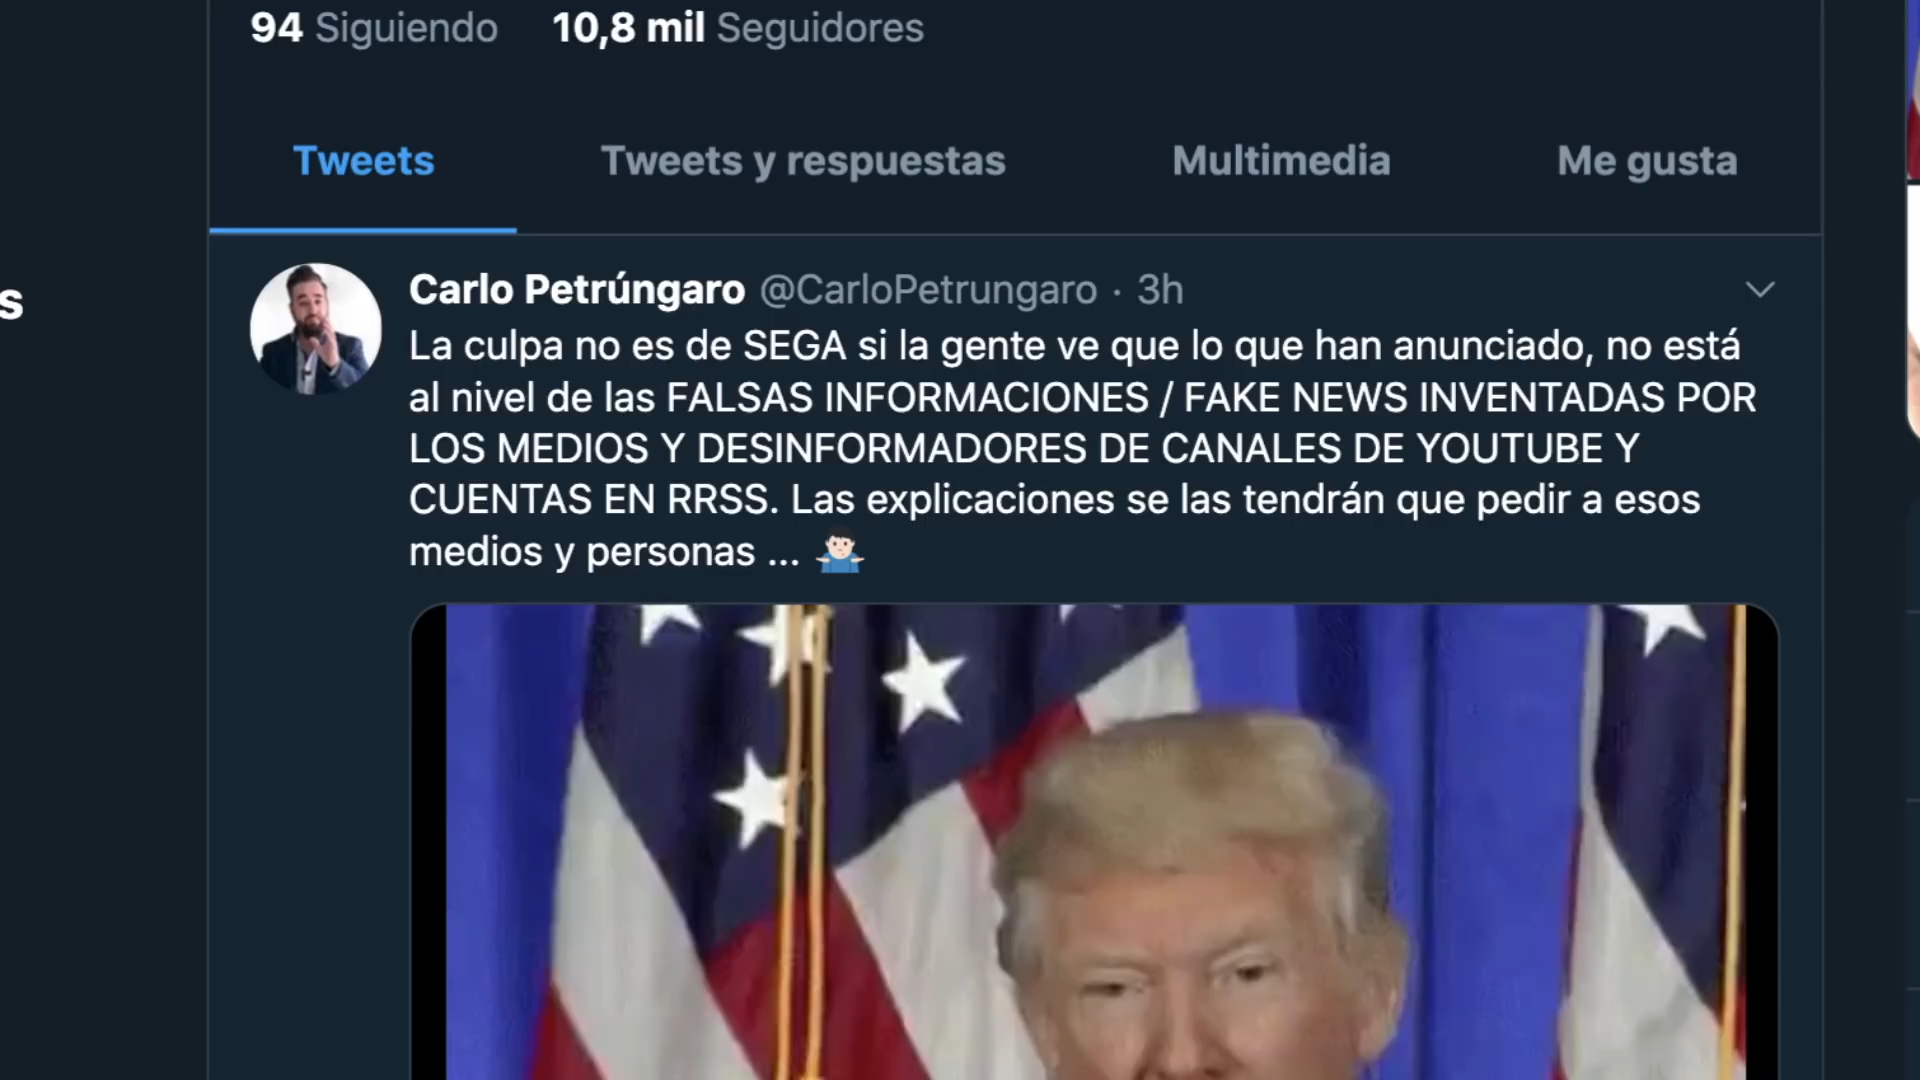 94 Siguiendo 10,8 mil Seguidores
Tweets Tweets y respuestas Multimedia Me gusta
s
Carlo Petrúngaro @CarloPetrungaro · 3h
La culpa no es de SEGA si la gente ve que lo que han anunciado, no está
al nivel de las FALSAS INFORMACIONES / FAKE NEWS INVENTADAS POR
LOS MEDIOS Y DESINFORMADORES DE CANALES DE YOUTUBE Y
CUENTAS EN RRSS. Las explicaciones se las tendrán que pedir a esos
medios y personas ... 🤷🏻‍♂️